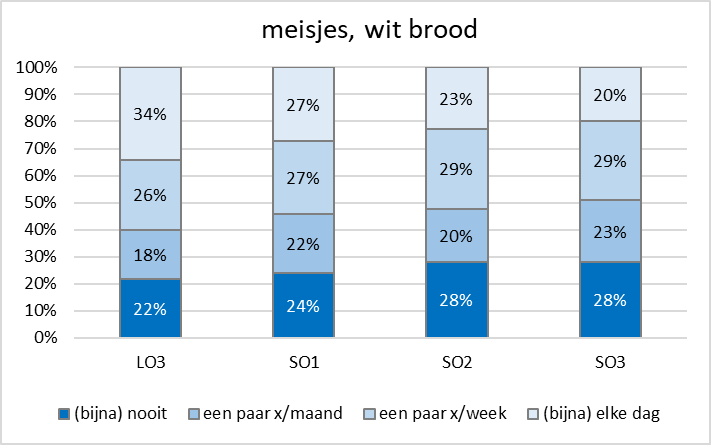 meisjes, wit brood
100%
90%
80%
70%
60%
50%
40%
30%
20%
10%
0%
34% 27% 23% 20%
26% 27% 29% 29%
18% 22% 20% 23%
22% 24% 28% 28%
LO3 SO1 SO2 SO3
(bijna) nooit een paar x/maand een paar x/week (bijna) elke dag